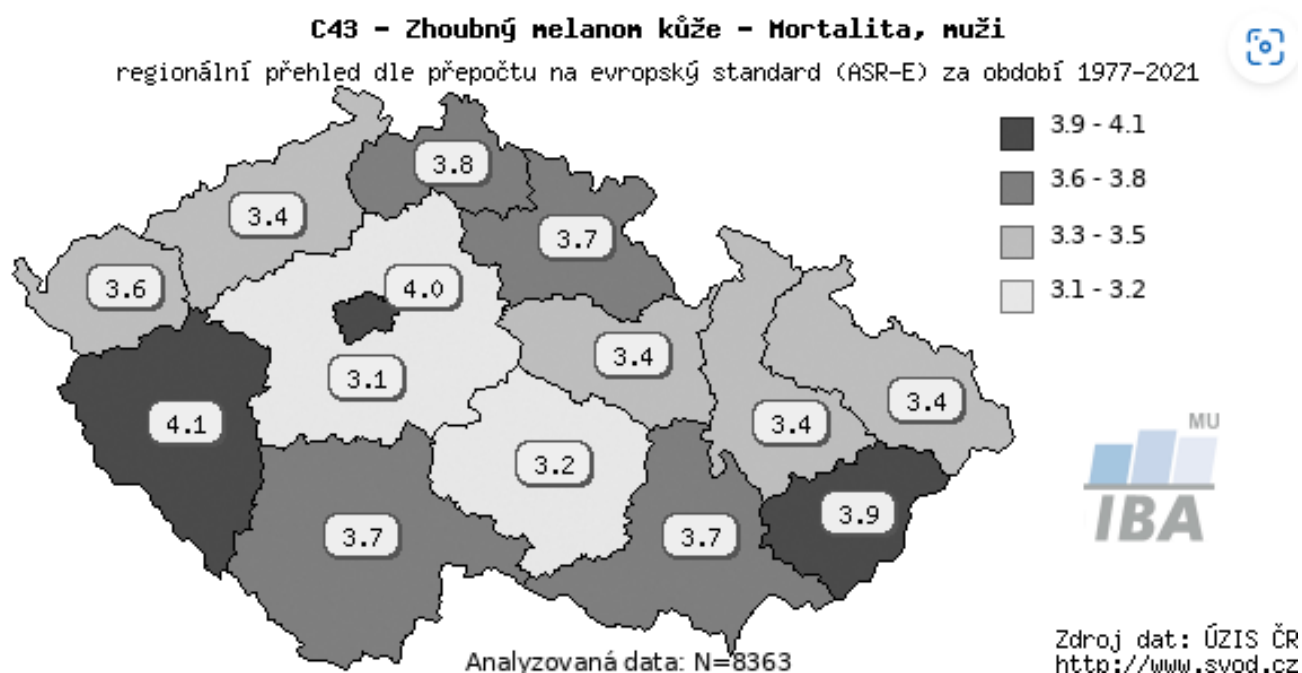 C43 - Zhoubný melanom kůže - Mortalita, muži
regionální přehled dle přepočtu na evropský standard (ASR-E) za období 1977-2021
3.9 - 4.1
3.6 - 3.8
3.3 - 3.5
3.1 - 3.2
3.8
3.4
3.7
3.6
4.0
3.4
3.1
3.4
4.1
3.4
3.2
3.9
3.7
3.7
MU
IBA
Analyzovaná data: N=8363
Zdroj dat: ÚZIS ČR
http://www.svod.cz